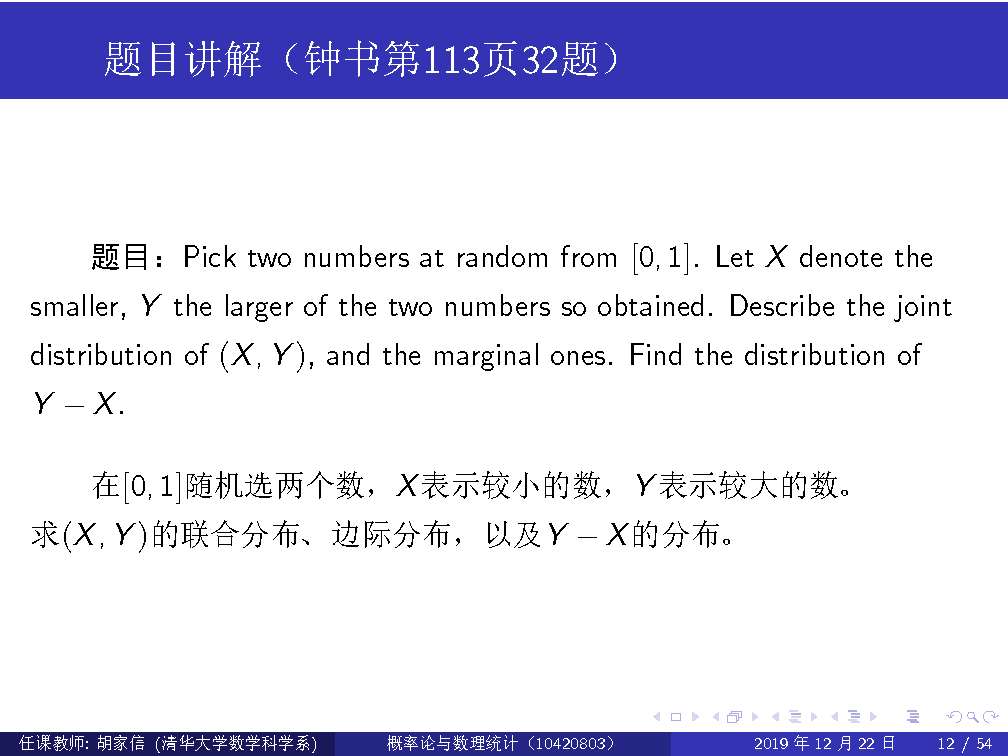 题目讲解（钟书第113页32题）
题目：Pick two numbers at random from [0, 1]. Let X denote the
smaller, Y the larger of the two numbers so obtained. Describe the joint
distribution of (X, Y), and the marginal ones. Find the distribution of
Y − X.
在[0, 1]随机选两个数，X表示较小的数，Y表示较大的数。
求(X, Y)的联合分布、边际分布，以及Y − X的分布。
任课教师: 胡家信 (清华大学数学科学系)
概率论与数理统计（10420803）
2019 年 12 月 22 日
12 / 54